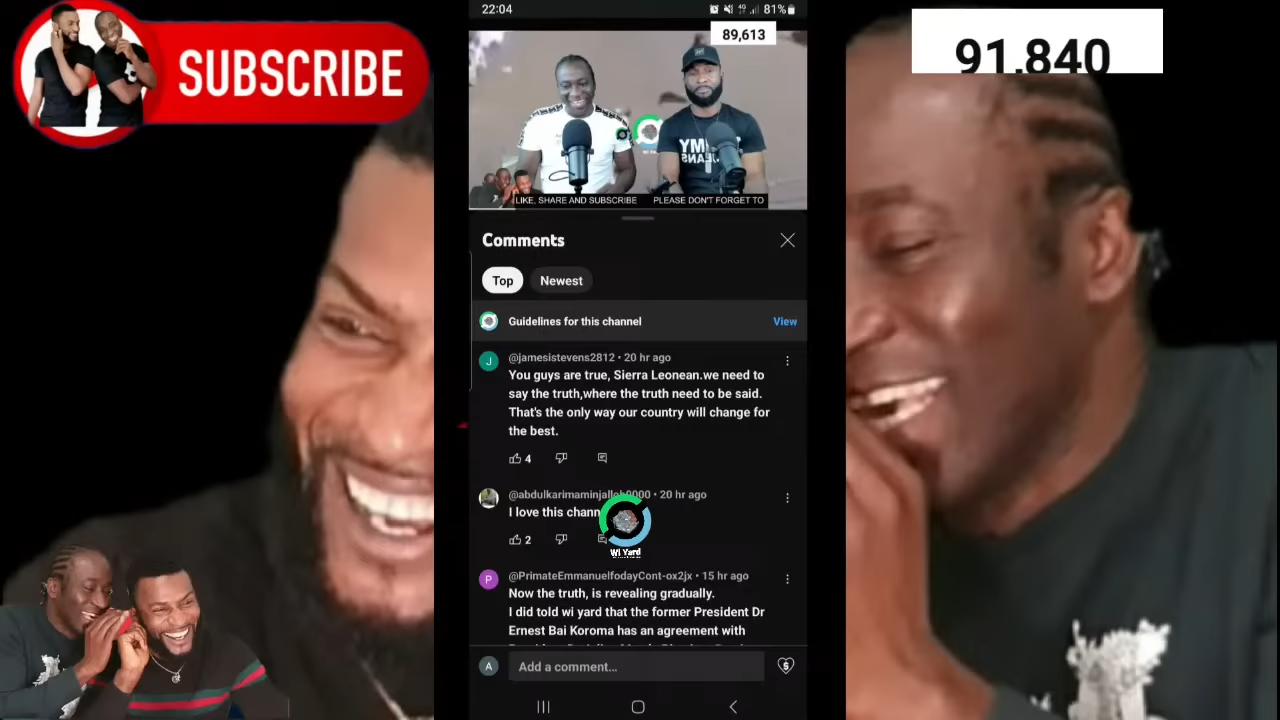 SUBSCRIBE
22:04
81%
89,613
91,840
MY
JEANS
LIKE, SHARE AND SUBSCRIBE PLEASE DON'T FORGET TO
Comments
Top Newest
Guidelines for this channel View
J @jamesistevens2812 • 20 hr ago
You guys are true, Sierra Leonean.we need to
say the truth,where the truth need to be said.
That's the only way our country will change for
the best.
4
20 hr ago
I love this
2
Wi Yard
P @PrimateEmmanuelfodayCont-ox2jx • 15 hr ago
Now the truth, is revealing gradually.
I did told wi yard that the former President Dr
Ernest Bai Koroma has an agreement with
A Add a comment...